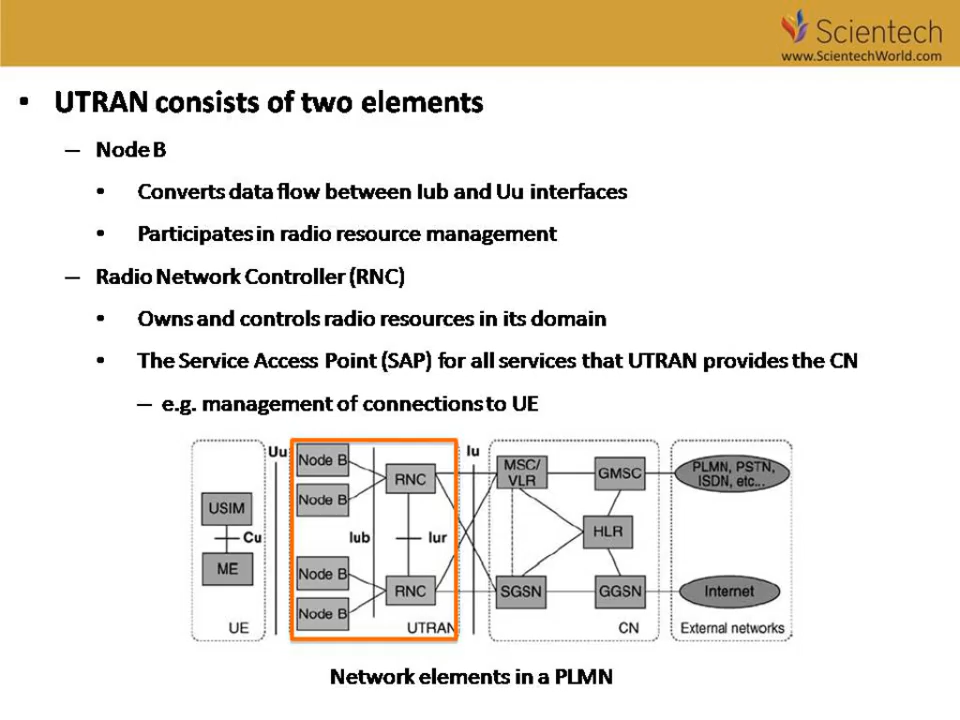 Scientech
www.ScientechWorld.com
• UTRAN consists of two elements
– Node B
• Converts data flow between Iub and Uu interfaces
• Participates in radio resource management
– Radio Network Controller (RNC)
• Owns and controls radio resources in its domain
• The Service Access Point (SAP) for all services that UTRAN provides the CN
– e.g. management of connections to UE
Uu
Iu
Node B
Node B
RNC
MSC/
VLR
GMSC
PLMN, PSTN,
ISDN, etc...
USIM
Cu
ME
Iub
Iur
HLR
Node B
Node B
RNC
SGSN
GGSN
Internet
UE
UTRAN
CN
External networks
Network elements in a PLMN